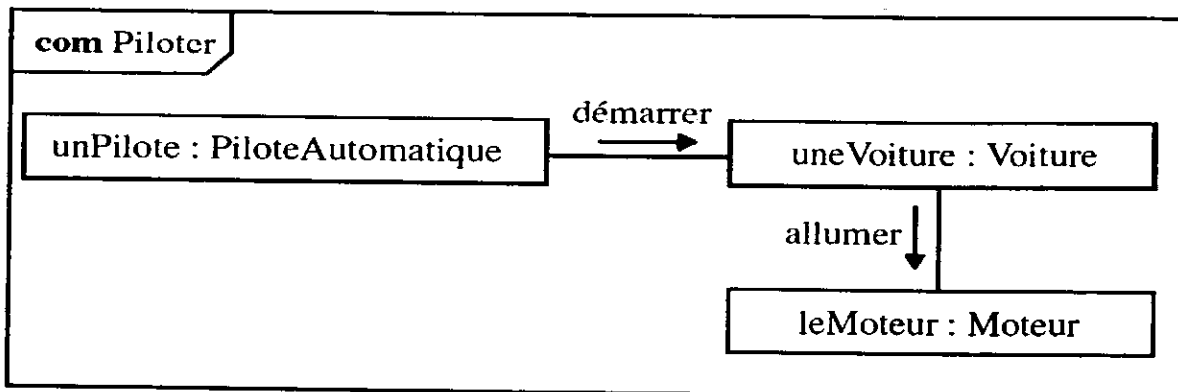 com Piloter
démarrer
unPilote : PiloteAutomatique
uneVoiture : Voiture
allumer
leMoteur : Moteur